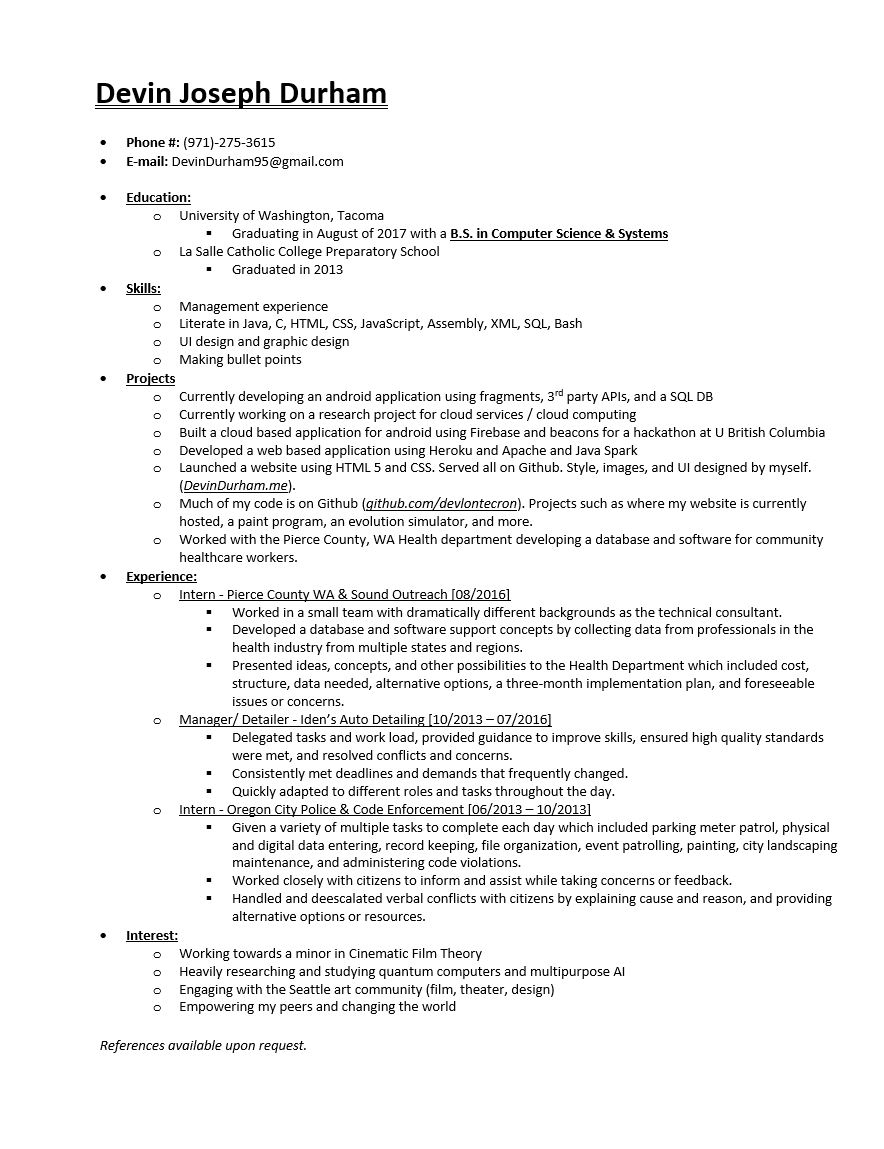 Devin Joseph Durham
• Phone #: (971)-275-3615
• E-mail: DevinDurham95@gmail.com
• Education:
o University of Washington, Tacoma
▪ Graduating in August of 2017 with a B.S. in Computer Science & Systems
o La Salle Catholic College Preparatory School
▪ Graduated in 2013
• Skills:
o Management experience
o Literate in Java, C, HTML, CSS, JavaScript, Assembly, XML, SQL, Bash
o UI design and graphic design
o Making bullet points
• Projects
o Currently developing an android application using fragments, 3rd party APIs, and a SQL DB
o Currently working on a research project for cloud services / cloud computing
o Built a cloud based application for android using Firebase and beacons for a hackathon at U British Columbia
o Developed a web based application using Heroku and Apache and Java Spark
o Launched a website using HTML 5 and CSS. Served all on Github. Style, images, and UI designed by myself.
(DevinDurham.me).
o Much of my code is on Github (github.com/devlontecron). Projects such as where my website is currently
hosted, a paint program, an evolution simulator, and more.
o Worked with the Pierce County, WA Health department developing a database and software for community
healthcare workers.
• Experience:
o Intern - Pierce County WA & Sound Outreach [08/2016]
▪ Worked in a small team with dramatically different backgrounds as the technical consultant.
▪ Developed a database and software support concepts by collecting data from professionals in the
health industry from multiple states and regions.
▪ Presented ideas, concepts, and other possibilities to the Health Department which included cost,
structure, data needed, alternative options, a three-month implementation plan, and foreseeable
issues or concerns.
o Manager/ Detailer - Iden’s Auto Detailing [10/2013 – 07/2016]
▪ Delegated tasks and work load, provided guidance to improve skills, ensured high quality standards
were met, and resolved conflicts and concerns.
▪ Consistently met deadlines and demands that frequently changed.
▪ Quickly adapted to different roles and tasks throughout the day.
o Intern - Oregon City Police & Code Enforcement [06/2013 – 10/2013]
▪ Given a variety of multiple tasks to complete each day which included parking meter patrol, physical
and digital data entering, record keeping, file organization, event patrolling, painting, city landscaping
maintenance, and administering code violations.
▪ Worked closely with citizens to inform and assist while taking concerns or feedback.
▪ Handled and deescalated verbal conflicts with citizens by explaining cause and reason, and providing
alternative options or resources.
• Interest:
o Working towards a minor in Cinematic Film Theory
o Heavily researching and studying quantum computers and multipurpose AI
o Engaging with the Seattle art community (film, theater, design)
o Empowering my peers and changing the world
References available upon request.